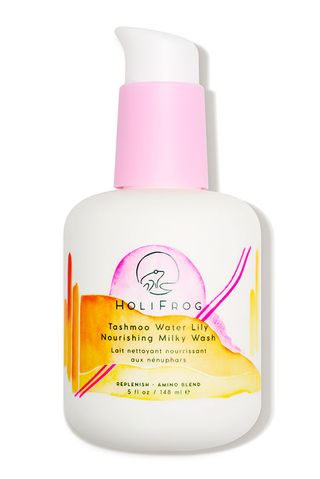 HOLIFROG
Tashmoo Water Lily
Nourishing Milky Wash
Lait nettoyant nourrissant
aux nénuphars
REPLENISH · AMINO BLEND
5 fl oz / 148 ml ℮